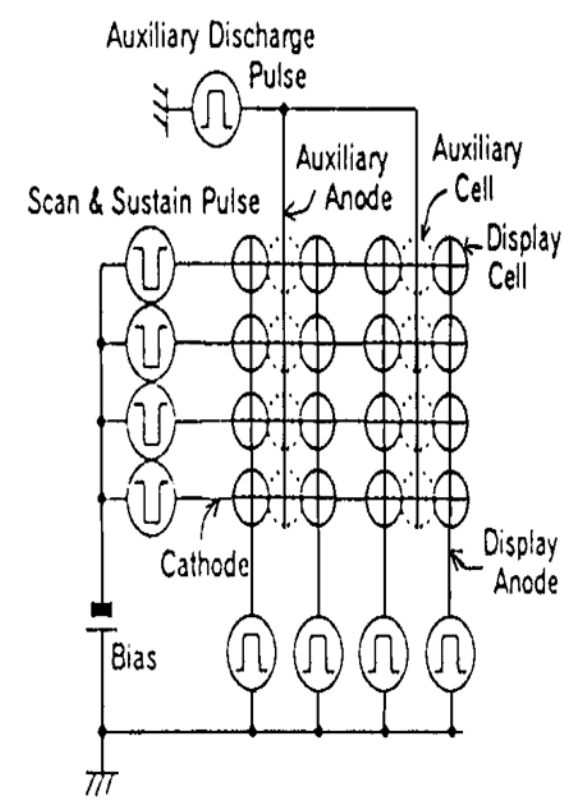 Auxiliary Discharge
Pulse
Auxiliary
Anode
Auxiliary
Cell
Scan & Sustain Pulse
Display
Cell
Cathode
Display
Anode
Bias